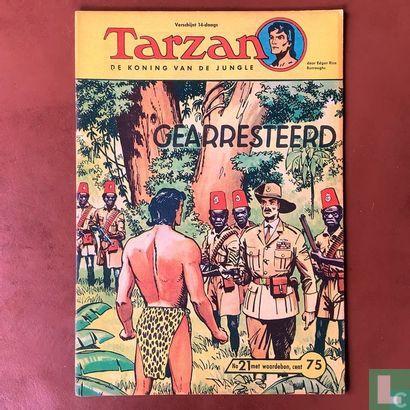 Verschijnt 14-daags
Tarzan
DE KONING VAN DE JUNGLE
door Edgar Rice
Burroughs
GEARRESTEERD
No 21 met waardebon, cent 75
catawiki